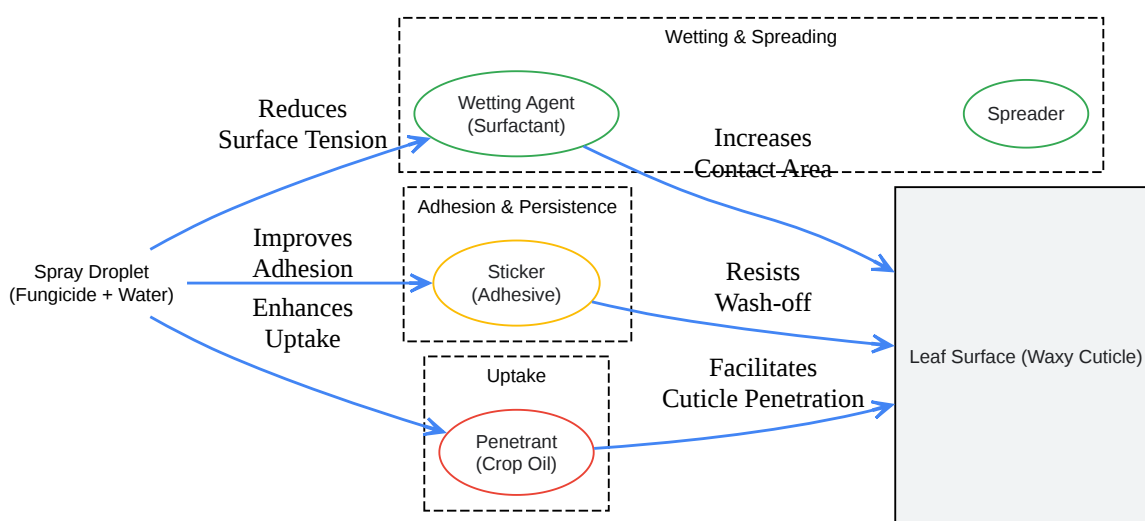 Wetting & Spreading
Wetting Agent
(Surfactant)
Spreader
Reduces
Surface Tension
Increases
Contact Area
Adhesion & Persistence
Improves
Adhesion
Sticker
(Adhesive)
Resists
Wash-off
Spray Droplet
(Fungicide + Water)
Enhances
Uptake
Leaf Surface (Waxy Cuticle)
Uptake
Facilitates
Cuticle Penetration
Penetrant
(Crop Oil)